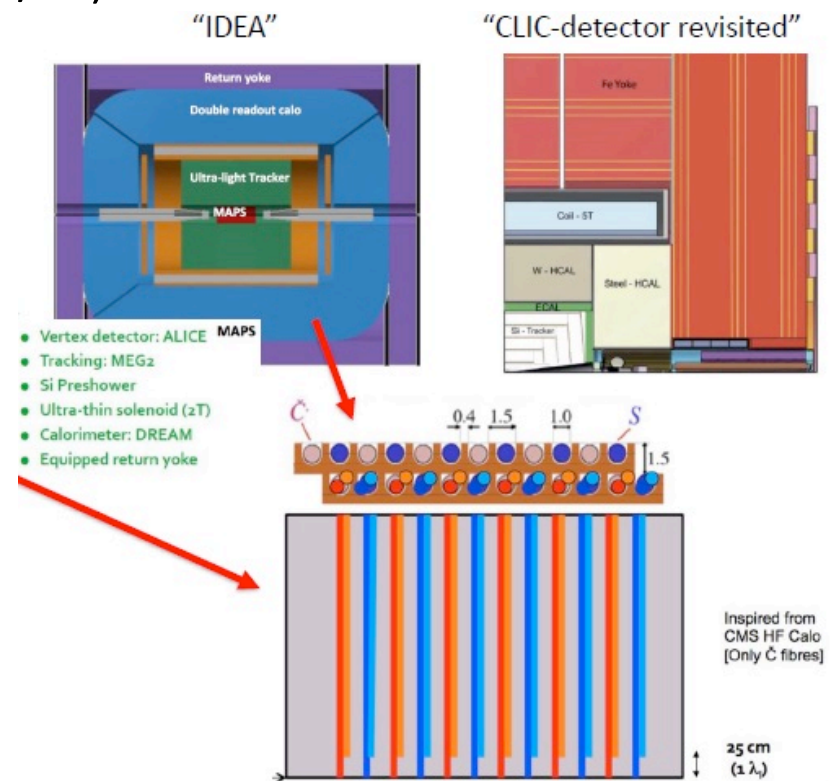 “IDEA”
“CLIC-detector revisited”
Return yoke
Double readout calo
Ultra-light Tracker
MAPS
Fe Yoke
Coil - 5T
W - HCAL
Steel - HCAL
ECAL
Si - Tracker
Vertex detector: ALICE MAPS
Tracking: MEG2
Si Preshower
Ultra-thin solenoid (2T)
Calorimeter: DREAM
Equipped return yoke
Č
0.4
1.5
1.0
S
1.5
Inspired from
CMS HF Calo
[Only Č fibres]
25 cm
(1 λI)